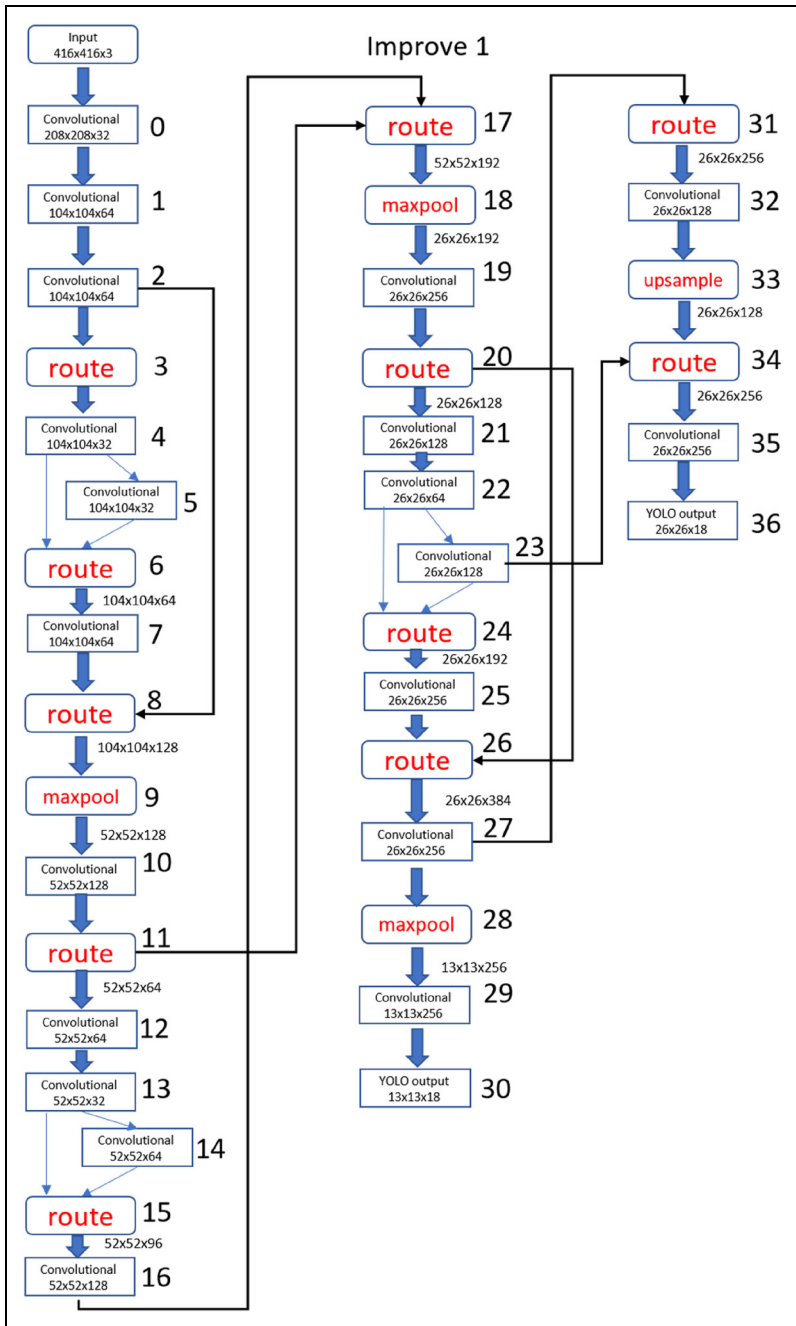 Improve 1
Input
416x416x3
Convolutional
208x208x32
0
Convolutional
104x104x64
1
Convolutional
104x104x64
2
route
3
Convolutional
104x104x32
4
Convolutional
104x104x32
5
route
6
104x104x64
Convolutional
104x104x64
7
route
8
104x104x128
maxpool
9
52x52x128
Convolutional
52x52x128
10
route
11
52x52x64
Convolutional
52x52x64
12
Convolutional
52x52x32
13
Convolutional
52x52x64
14
route
15
52x52x96
Convolutional
52x52x128
16
route
17
52x52x192
maxpool
18
26x26x192
Convolutional
26x26x256
19
route
20
26x26x128
Convolutional
26x26x128
21
Convolutional
26x26x64
22
Convolutional
26x26x128
23
route
24
26x26x192
Convolutional
26x26x256
25
route
26
26x26x384
Convolutional
26x26x256
27
maxpool
28
13x13x256
Convolutional
13x13x256
29
YOLO output
13x13x18
30
route
31
26x26x256
Convolutional
26x26x128
32
upsample
33
26x26x128
route
34
26x26x256
Convolutional
26x26x256
35
YOLO output
26x26x18
36